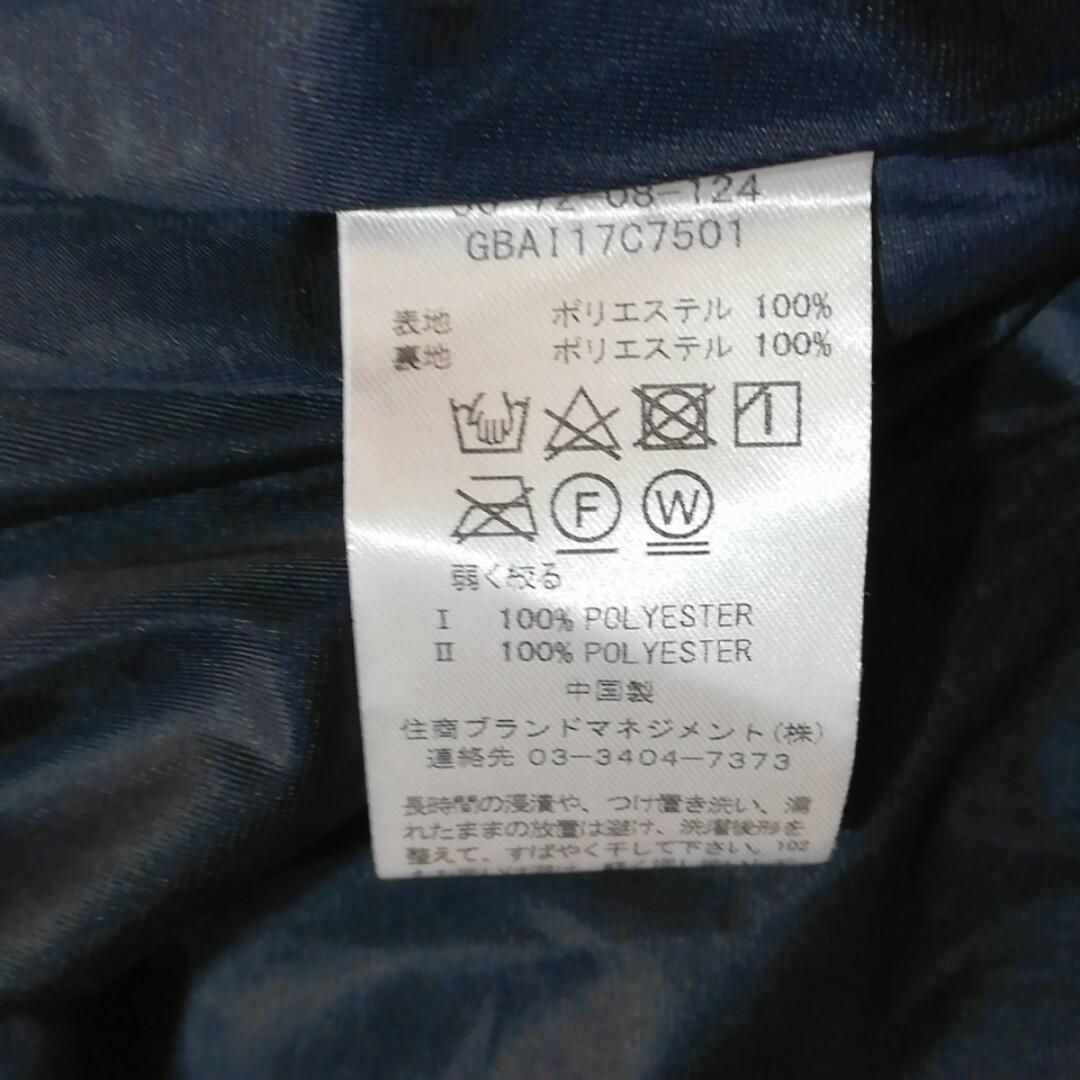 08-124
GBAI17C7501
表地 ポリエステル 100%
裏地 ポリエステル 100%
F W
弱く絞る
Ⅰ 100% POLYESTER
Ⅱ 100% POLYESTER
中国製
住商ブランドマネジメント(株)
連絡先 03-3404-7373
長時間の浸漬や、つけ置き洗い、濡
れたままの放置は避け、洗濯後形を
整えて、すばやく干して下さい。102